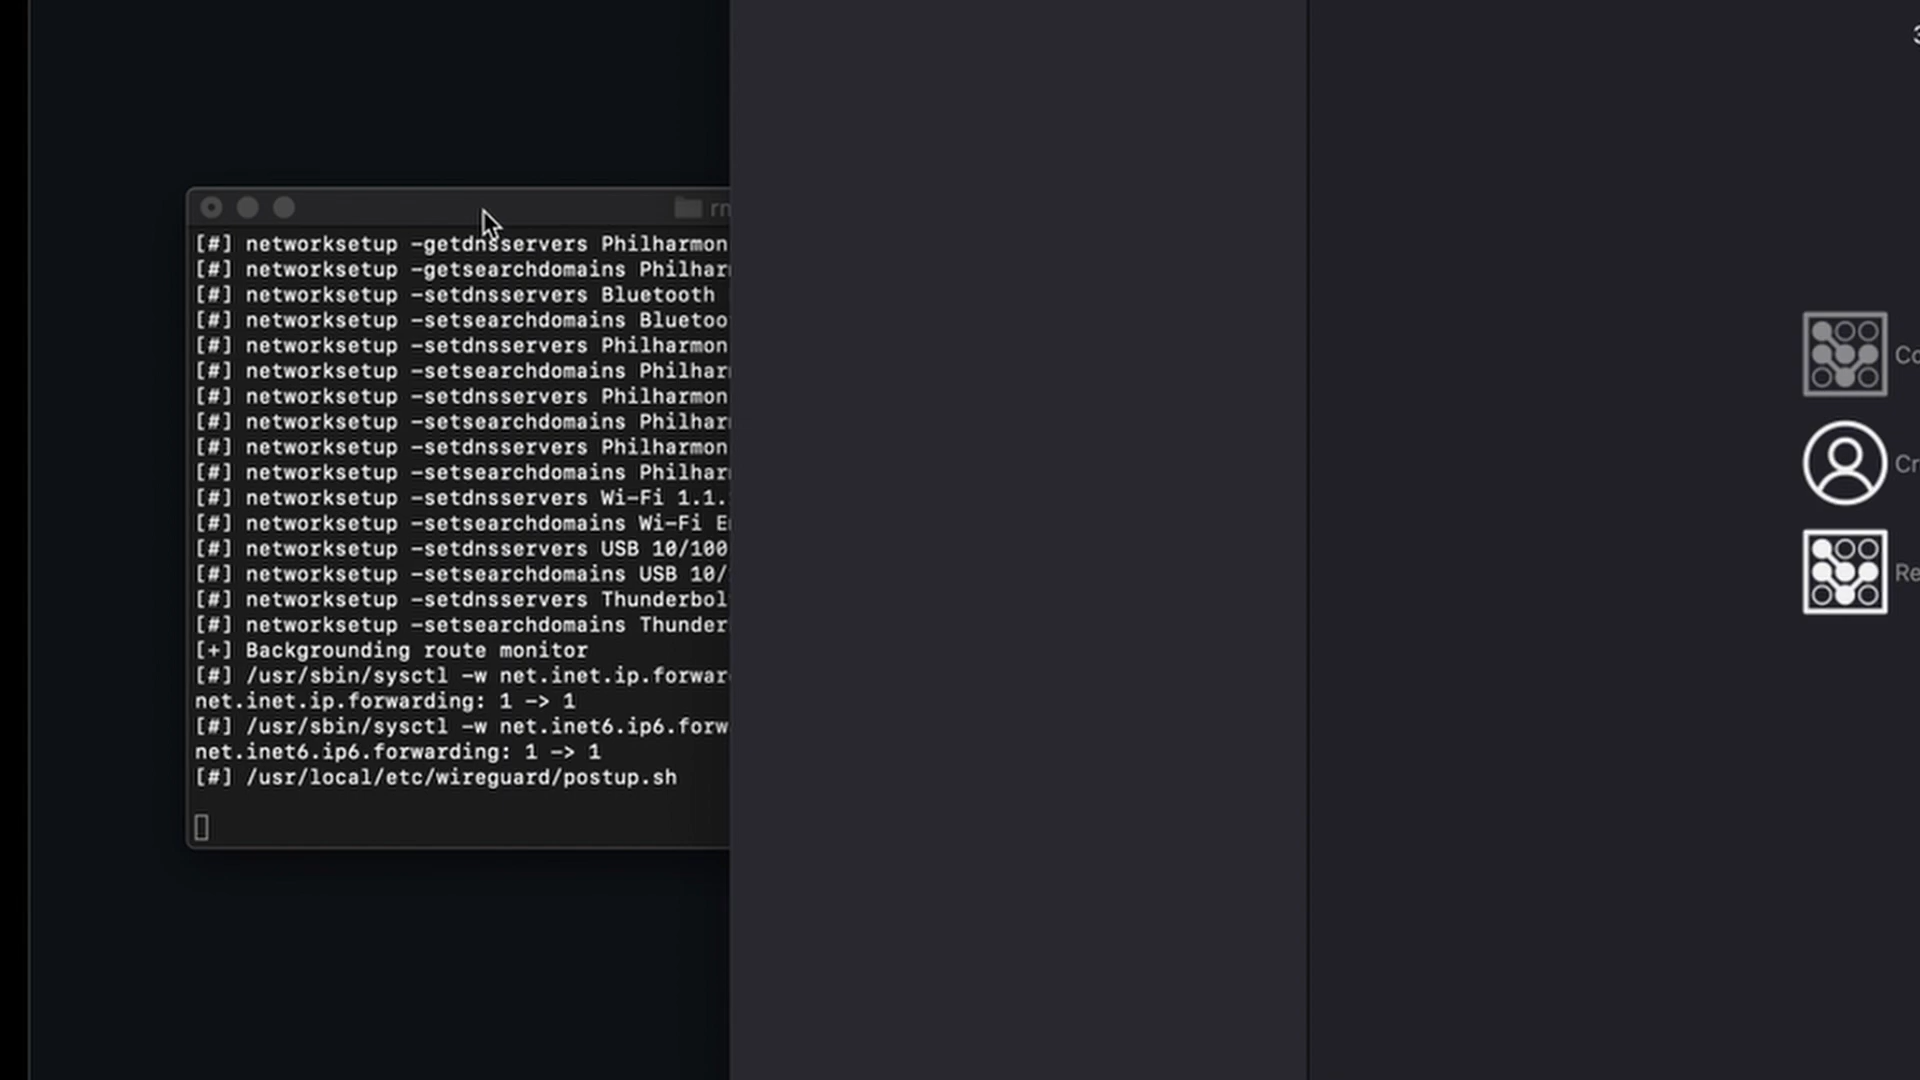 [#] networksetup -getdnsservers Philharmon
[#] networksetup -getsearchdomains Philhar
[#] networksetup -setdnsservers Bluetooth
[#] networksetup -setsearchdomains Bluetoo
[#] networksetup -setdnsservers Philharmon
[#] networksetup -setsearchdomains Philhar
[#] networksetup -setdnsservers Philharmon
[#] networksetup -setsearchdomains Philhar
[#] networksetup -setdnsservers Philharmon
[#] networksetup -setsearchdomains Philhar
[#] networksetup -setdnsservers Wi-Fi 1.1.
[#] networksetup -setsearchdomains Wi-Fi E
[#] networksetup -setdnsservers USB 10/100
[#] networksetup -setsearchdomains USB 10/
[#] networksetup -setdnsservers Thunderbol
[#] networksetup -setsearchdomains Thunder
[+] Backgrounding route monitor
[#] /usr/sbin/sysctl -w net.inet.ip.forwar
net.inet.ip.forwarding: 1 -> 1
[#] /usr/sbin/sysctl -w net.inet6.ip6.forw
net.inet6.ip6.forwarding: 1 -> 1
[#] /usr/local/etc/wireguard/postup.sh
Cr
Re